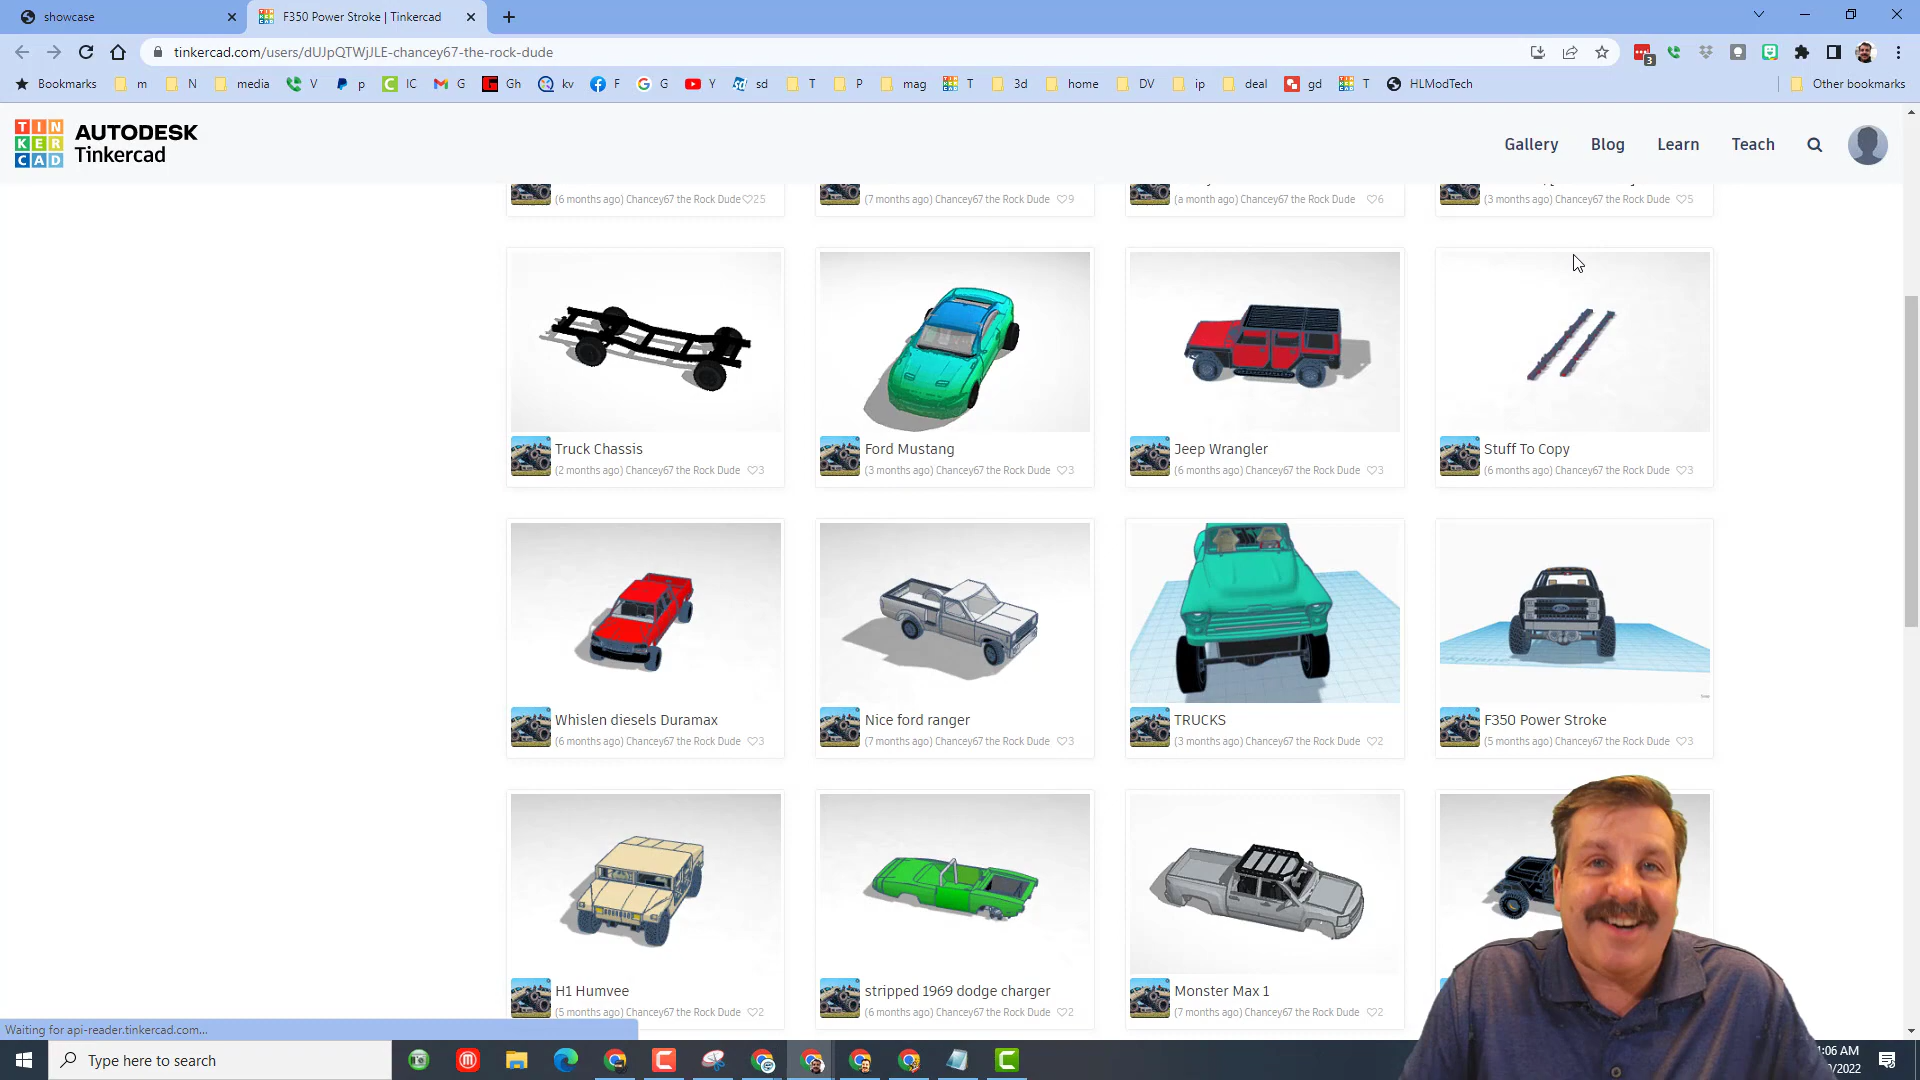 showcase
F350 Power Stroke | Tinkercad
tinkercad.com/users/dUJpQTWjJLE-chancey67-the-rock-dude
3
Bookmarks m N media V p IC G Gh kv F G Y sd T P mag T 3d home DV ip deal gd T HLModTech Other bookmarks
TIN
KER
CAD
AUTODESK
Tinkercad
Gallery Blog Learn Teach
(6 months ago) Chancey67 the Rock Dude 25
(7 months ago) Chancey67 the Rock Dude 9
(a month ago) Chancey67 the Rock Dude 6
(3 months ago) Chancey67 the Rock Dude 5
Truck Chassis
(2 months ago) Chancey67 the Rock Dude 3
Ford Mustang
(3 months ago) Chancey67 the Rock Dude 3
Jeep Wrangler
(6 months ago) Chancey67 the Rock Dude 3
Stuff To Copy
(6 months ago) Chancey67 the Rock Dude 3
Whislen diesels Duramax
(6 months ago) Chancey67 the Rock Dude 3
Nice ford ranger
(7 months ago) Chancey67 the Rock Dude 3
TRUCKS
(3 months ago) Chancey67 the Rock Dude 2
F350 Power Stroke
(5 months ago) Chancey67 the Rock Dude 3
H1 Humvee
(5 months ago) Chancey67 the Rock Dude 2
stripped 1969 dodge charger
(6 months ago) Chancey67 the Rock Dude 2
Monster Max 1
(7 months ago) Chancey67 the Rock Dude 2
Waiting for api-reader.tinkercad.com...
Type here to search
:06 AM
/2022